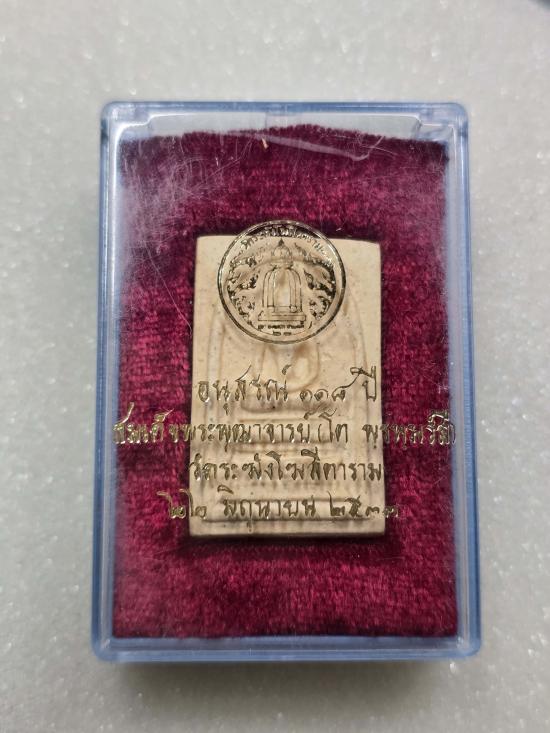 อนุสรณ์ ๑๑๘ ปี
สมเด็จพระพุฒาจารย์ (โต พฺรหฺมรํสี)
วัดระฆังโฆสิตาราม
๒๒ มิถุนายน ๒๕๓๓